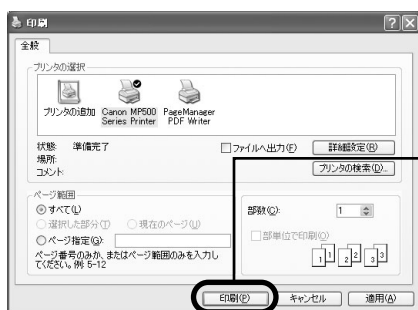 印刷
全般
プリンタの選択
プリンタの追加 Canon MP500 Series Printer PageManager PDF Writer
状態: 準備完了
場所:
コメント:
ファイルへ出力(F)
詳細設定(R)
プリンタの検索(D)...
ページ範囲
すべて(L)
選択した部分(T) 現在のページ(U)
ページ指定(G):
ページ番号のみか、またはページ範囲のみを入力し
てください。例: 5-12
部数(C): 1
部単位で印刷(O)
1 1 2 2 3 3
印刷(P) キャンセル 適用(A)